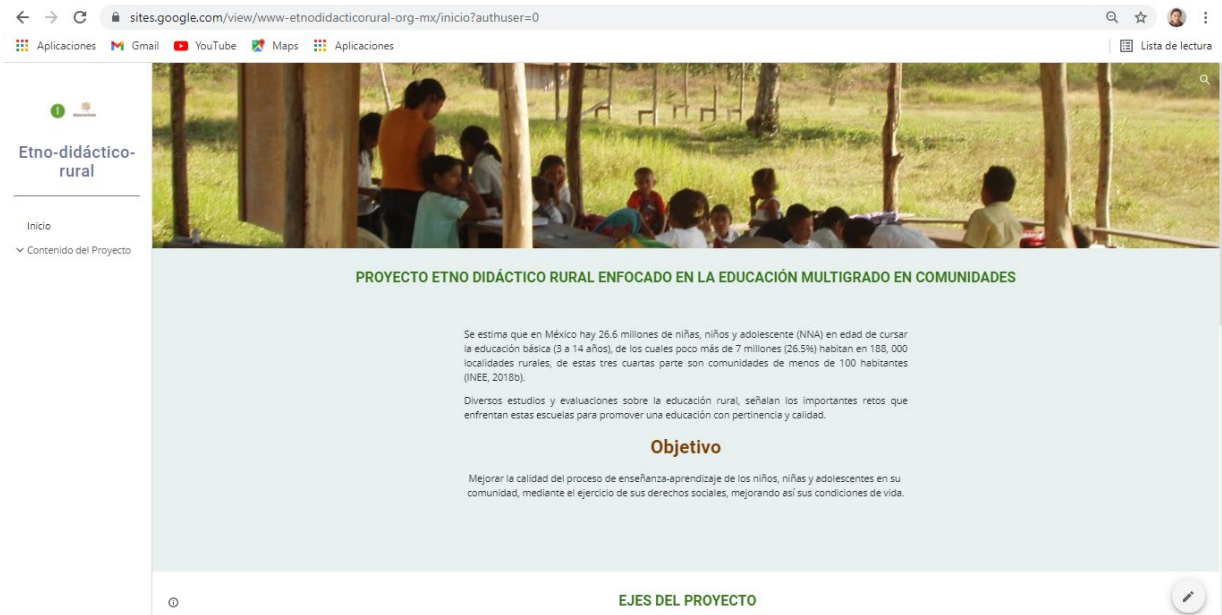 sites.google.com/view/www-etnodidacticorural-org-mx/inicio?authuser=0
Aplicaciones Gmail YouTube Maps Aplicaciones Lista de lectura
Etno-didáctico-
rural
Inicio
Contenido del Proyecto
PROYECTO ETNO DIDÁCTICO RURAL ENFOCADO EN LA EDUCACIÓN MULTIGRADO EN COMUNIDADES
Se estima que en México hay 26.6 millones de niñas, niños y adolescente (NNA) en edad de cursar
la educación básica (3 a 14 años), de los cuales poco más de 7 millones (26.5%) habitan en 188, 000
localidades rurales, de estas tres cuartas parte son comunidades de menos de 100 habitantes
(INEE, 2018b).
Diversos estudios y evaluaciones sobre la educación rural, señalan los importantes retos que
enfrentan estas escuelas para promover una educación con pertinencia y calidad.
Objetivo
Mejorar la calidad del proceso de enseñanza-aprendizaje de los niños, niñas y adolescentes en su
comunidad, mediante el ejercicio de sus derechos sociales, mejorando así sus condiciones de vida.
EJES DEL PROYECTO